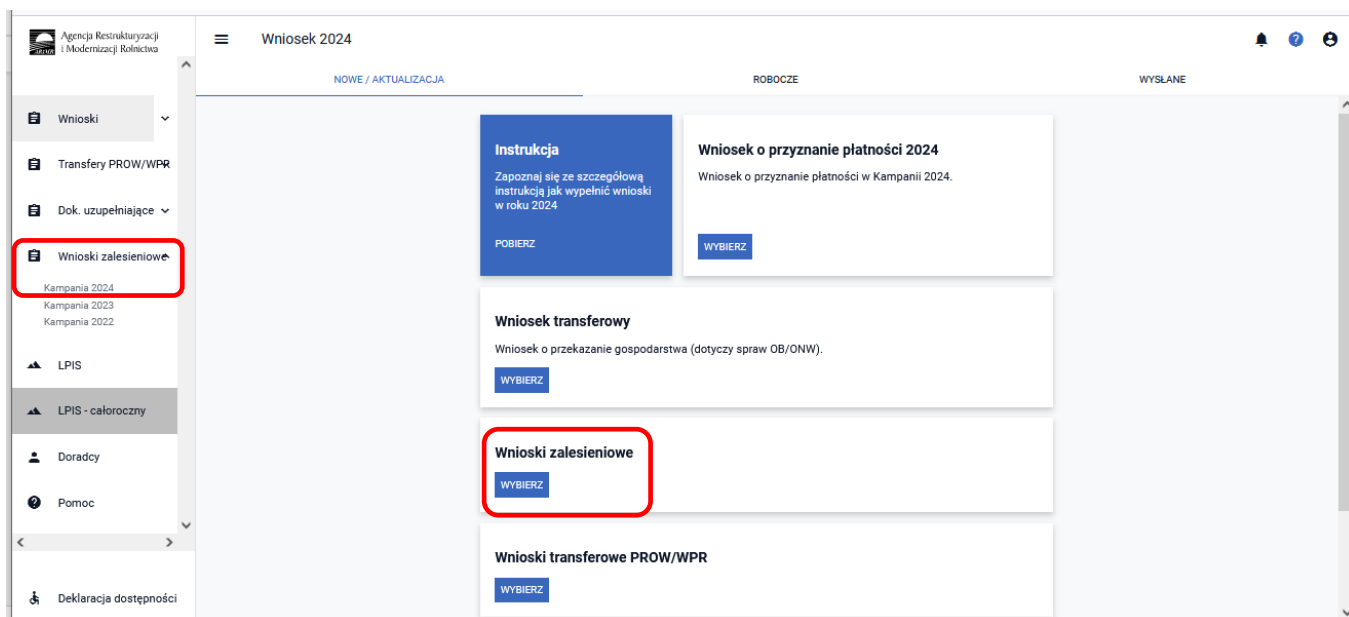 Agencja Restrukturyzacji
i Modernizacji Rolnictwa
ARiMR
Wniosek 2024
NOWE / AKTUALIZACJA
ROBOCZE
WYSŁANE
Wnioski
Transfery PROW/WPR
Dok. uzupełniające
Wnioski zalesieniowe
Kampania 2024
Kampania 2023
Kampania 2022
LPIS
LPIS - całoroczny
Doradcy
Pomoc
Deklaracja dostępności
Instrukcja
Zapoznaj się ze szczegółową
instrukcją jak wypełnić wnioski
w roku 2024
POBIERZ
Wniosek o przyznanie płatności 2024
Wniosek o przyznanie płatności w Kampanii 2024.
WYBIERZ
Wniosek transferowy
Wniosek o przekazanie gospodarstwa (dotyczy spraw OB/ONW).
WYBIERZ
Wnioski zalesieniowe
WYBIERZ
Wnioski transferowe PROW/WPR
WYBIERZ